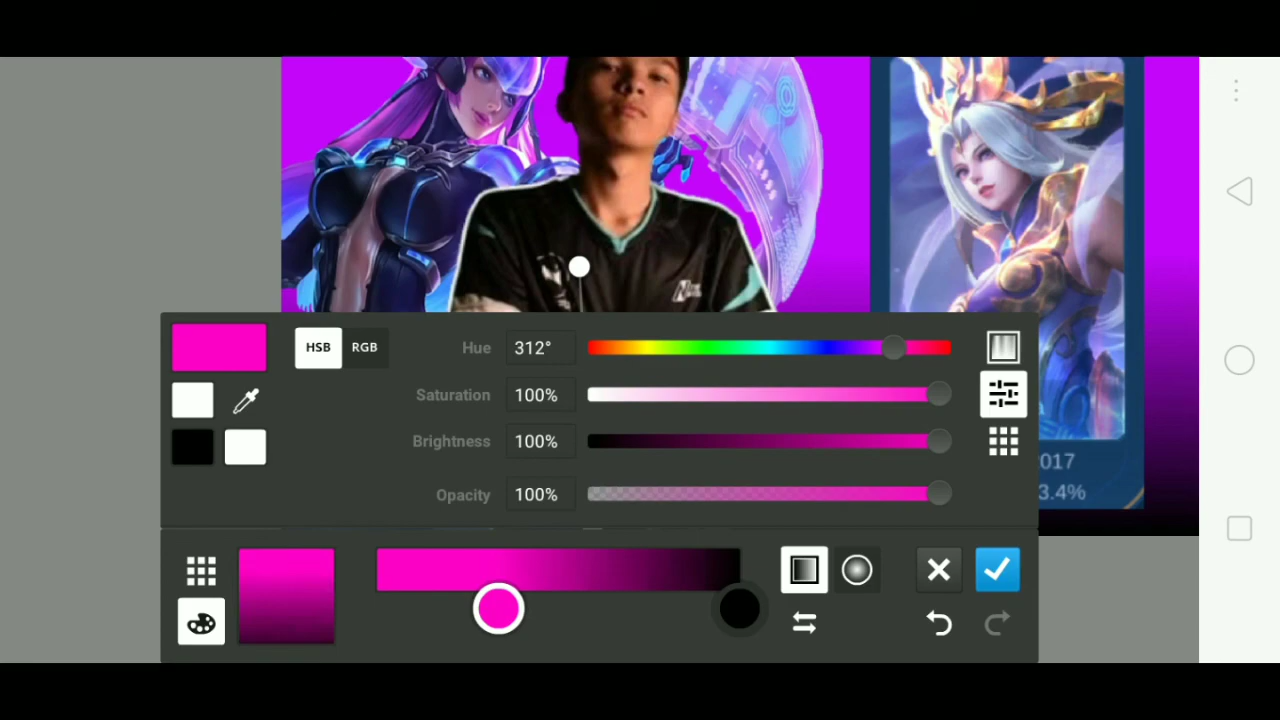 HSB RGB Hue 312°
Saturation 100%
Brightness 100%
Opacity 100%
017
3.4%